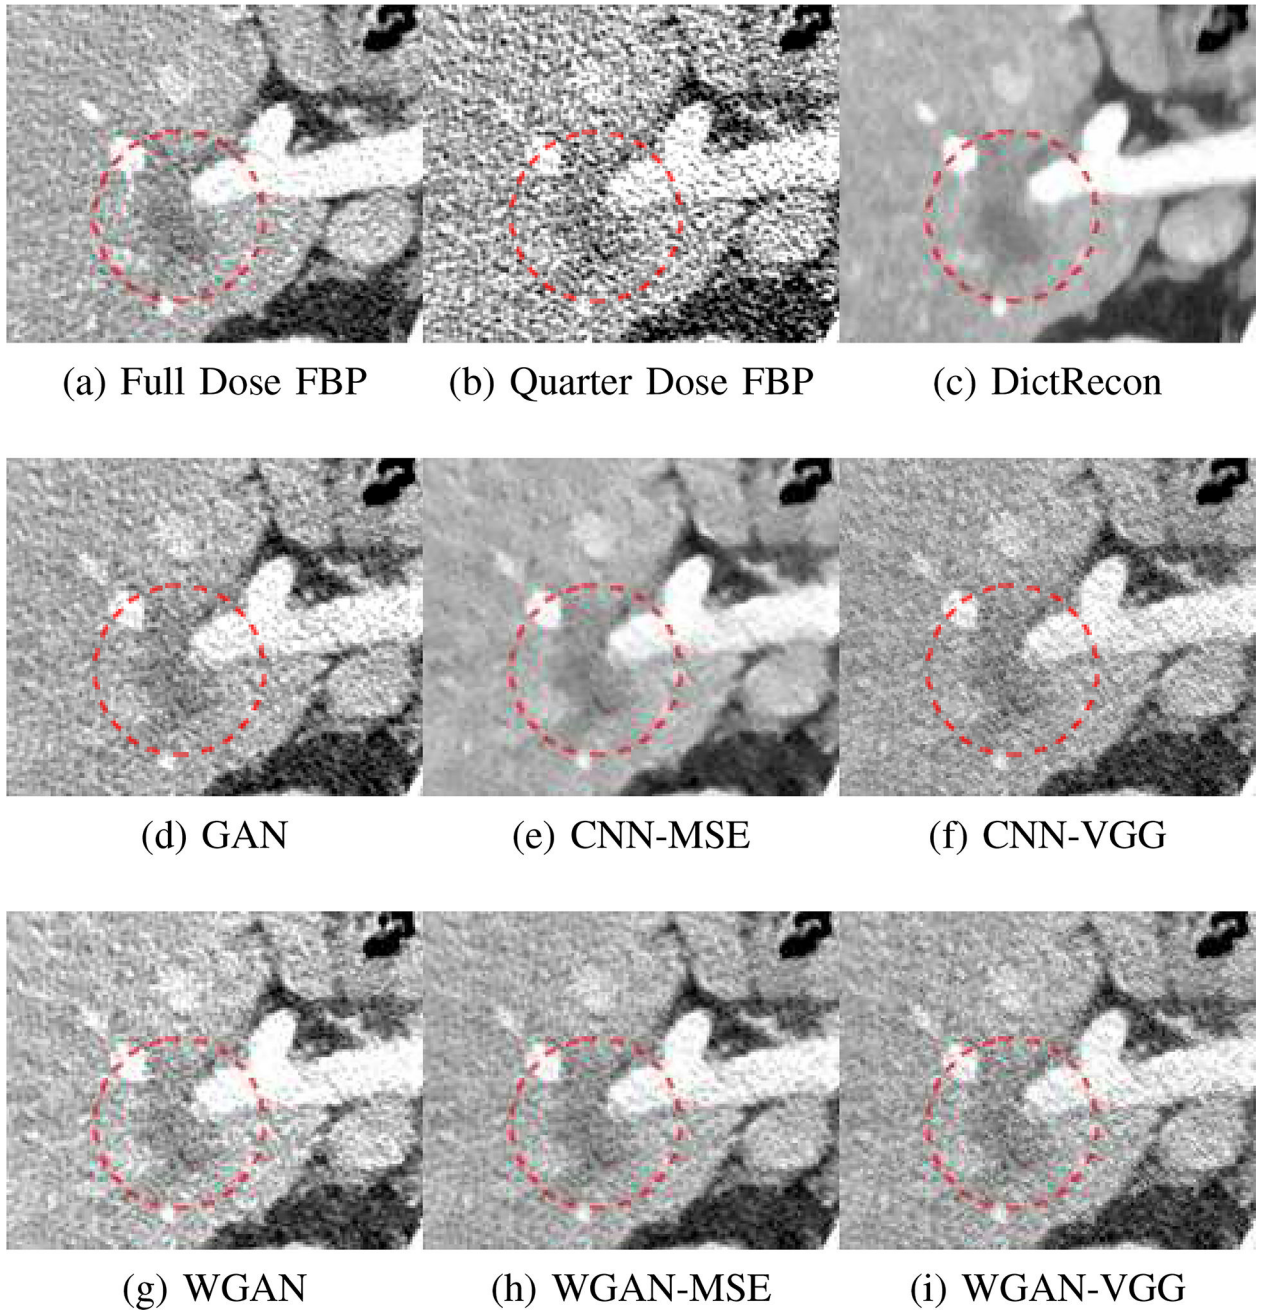 (a) Full Dose FBP (b) Quarter Dose FBP (c) DictRecon
(d) GAN (e) CNN-MSE (f) CNN-VGG
(g) WGAN (h) WGAN-MSE (i) WGAN-VGG